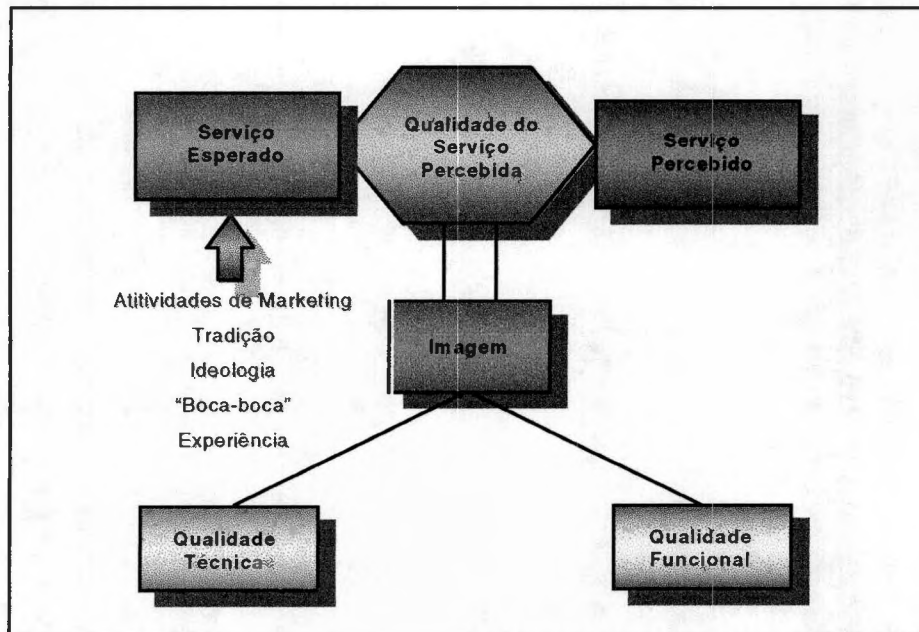 Serviço
Esperado
Qualidade do
Serviço
Percebida
Serviço
Percebido
Atitividades de Marketing
Tradição
Ideologia
“Boca-boca”
Experiência
Imagem
Qualidade
Técnica
Qualidade
Funcional